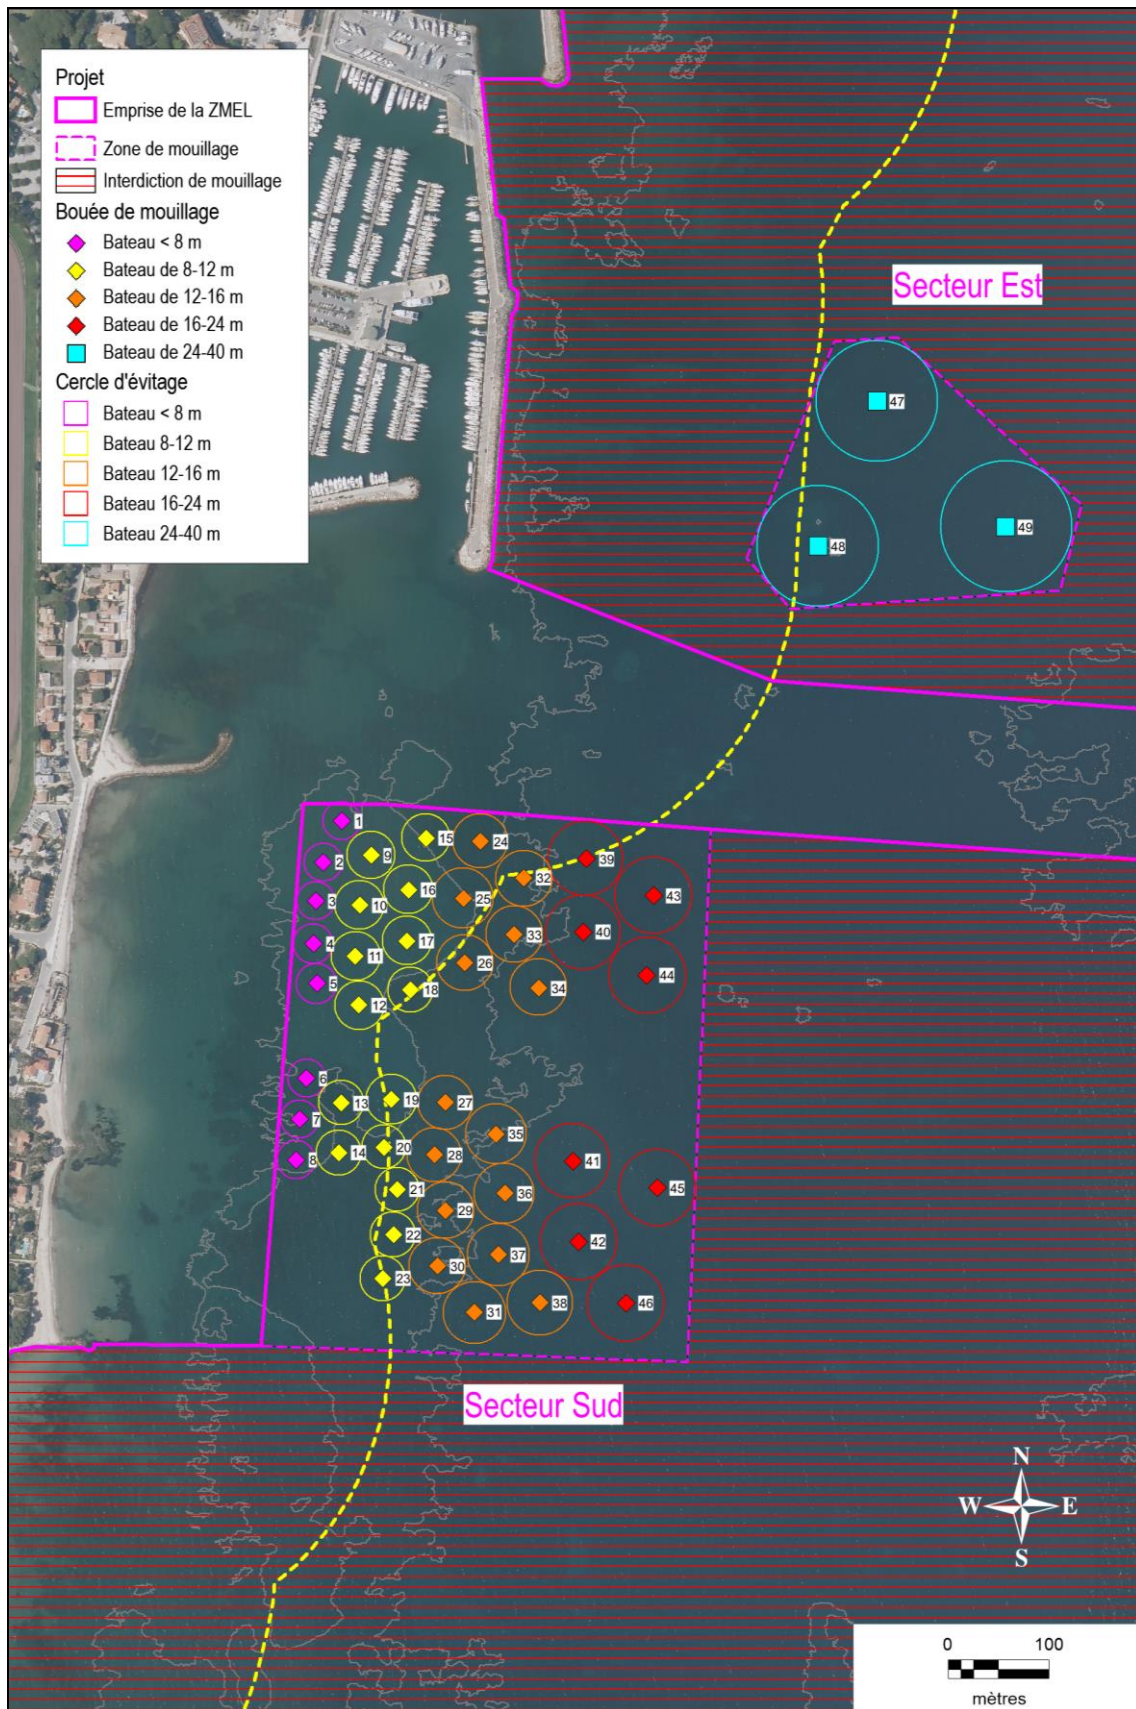 Projet
Emprise de la ZMEL
Zone de mouillage
Interdiction de mouillage
Bouée de mouillage
Bateau < 8 m
Bateau de 8-12 m
Bateau de 12-16 m
Bateau de 16-24 m
Bateau de 24-40 m
Cercle d'évitage
Bateau < 8 m
Bateau 8-12 m
Bateau 12-16 m
Bateau 16-24 m
Bateau 24-40 m
Secteur Est
47
49
48
1
15
24
9
39
2
32
16
43
25
3
10
33
40
17
4
11
26
44
5
34
18
12
6
19
27
13
7
35
20
14
28
41
8
45
21
36
29
22
42
37
30
23
38
46
31
Secteur Sud
N
W E
S
0 100
mètres